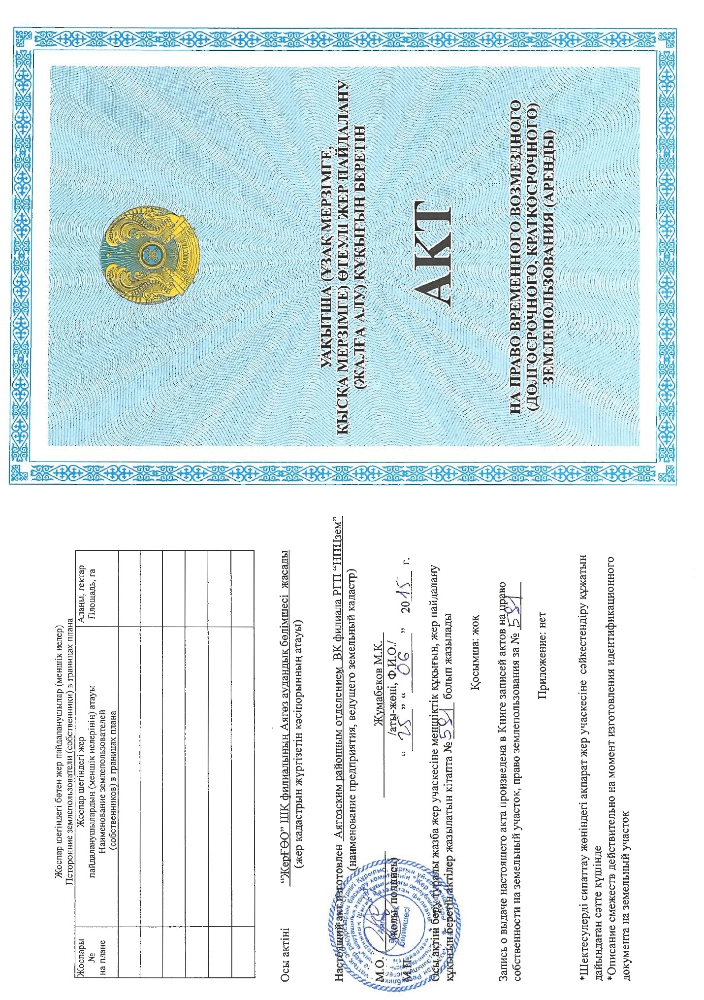 Жоспар шегіндегі бөтен жер пайдаланушылар (меншік иелер)
Псторонние землепользователи (собственники) в границах плана
Жоспары
№
на плане
Жоспар шегіндегі жер
пайдаланушылардың (меншік иелерінің) атауы
Наименование землепользователей
(собственников) в границах плана
Аланы, гектар
Площадь, га
Осы актіні “ЖерҒӨО” ШҚ филиалының Аягөз аудандық бөлімшесі жасады
(жер кадастрын жүргізетін кәсіпорынның атауы)
Настоящий акт изготовлен Аягозским районным отделением ВК филиала РГП “НПЦзем”
(наименование предприятия, ведущего земельный кадастр)
М.О. Жумабеков М.К.
(қолы, подпись) /аты-жөні, Ф.И.О./
М.П. “ 25 ” “ 06 ” 2015 г.
Осы актіні беру туралы жазба жер учаскесіне меншіктік құқығын, жер пайдалану
құқығын беретін актілер жазылатын кітапта № 581 болып жазылады
Қосымша: жок
Запись о выдаче настоящего акта произведена в Книге записей актов на право
собственности на земельный участок, право землепользования за № 581
Приложение: нет
*Шектесулерді сипаттау жөніндегі ақпарат жер учаскесіне сәйкестендіру құжатын
дайындаған сәтте күшінде
*Описание смежеств действительно на момент изготовления идентификационного
документа на земельный участок
ҚАЗАҚСТАН
УАҚЫТША (ҰЗАҚ МЕРЗІМГЕ,
ҚЫСҚА МЕРЗІМГЕ) ӨТЕУЛІ ЖЕР ПАЙДАЛАНУ
(ЖАЛҒА АЛУ) ҚҰҚЫҒЫН БЕРЕТІН
АКТ
НА ПРАВО ВРЕМЕННОГО ВОЗМЕЗДНОГО
(ДОЛГОСРОЧНОГО, КРАТКОСРОЧНОГО)
ЗЕМЛЕПОЛЬЗОВАНИЯ (АРЕНДЫ)